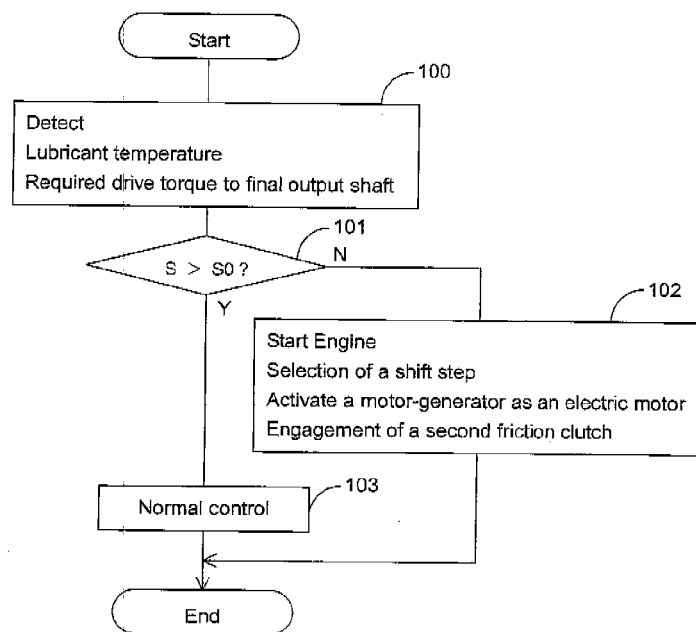 Start
100
Detect
Lubricant temperature
Required drive torque to final output shaft
101
S > S0 ?
N
Y
102
Start Engine
Selection of a shift step
Activate a motor-generator as an electric motor
Engagement of a second friction clutch
103
Normal control
End